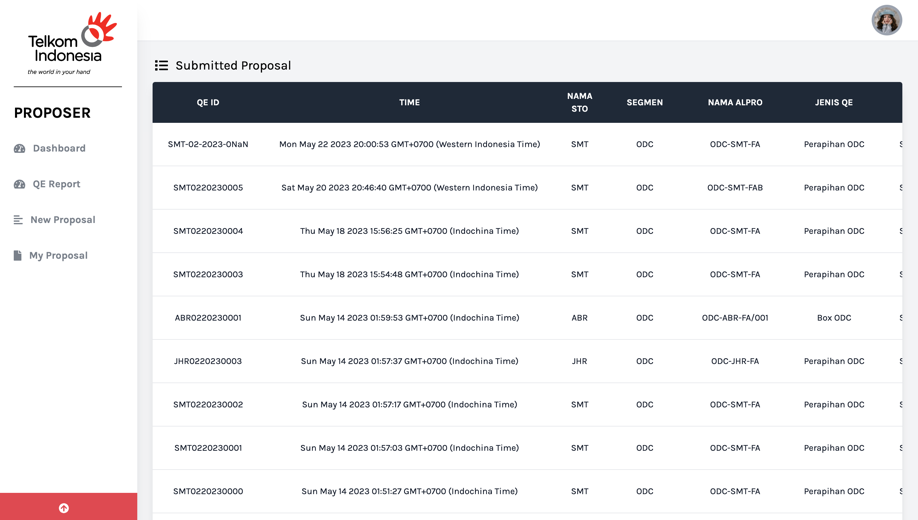 Telkom
Indonesia
the world in your hand
PROPOSER
Dashboard
QE Report
New Proposal
My Proposal
Submitted Proposal
QE ID TIME NAMA STO SEGMEN NAMA ALPRO JENIS QE
SMT-02-2023-0NaN Mon May 22 2023 20:00:53 GMT+0700 (Western Indonesia Time) SMT ODC ODC-SMT-FA Perapihan ODC S
SMT0220230005 Sat May 20 2023 20:46:40 GMT+0700 (Western Indonesia Time) SMT ODC ODC-SMT-FAB Perapihan ODC S
SMT0220230004 Thu May 18 2023 15:56:25 GMT+0700 (Indochina Time) SMT ODC ODC-SMT-FA Perapihan ODC S
SMT0220230003 Thu May 18 2023 15:54:48 GMT+0700 (Indochina Time) SMT ODC ODC-SMT-FA Perapihan ODC S
ABR0220230001 Sun May 14 2023 01:59:53 GMT+0700 (Indochina Time) ABR ODC ODC-ABR-FA/001 Box ODC S
JHR0220230003 Sun May 14 2023 01:57:37 GMT+0700 (Indochina Time) JHR ODC ODC-JHR-FA Perapihan ODC S
SMT0220230002 Sun May 14 2023 01:57:17 GMT+0700 (Indochina Time) SMT ODC ODC-SMT-FA Perapihan ODC S
SMT0220230001 Sun May 14 2023 01:57:03 GMT+0700 (Indochina Time) SMT ODC ODC-SMT-FA Perapihan ODC S
SMT0220230000 Sun May 14 2023 01:51:27 GMT+0700 (Indochina Time) SMT ODC ODC-SMT-FA Perapihan ODC S